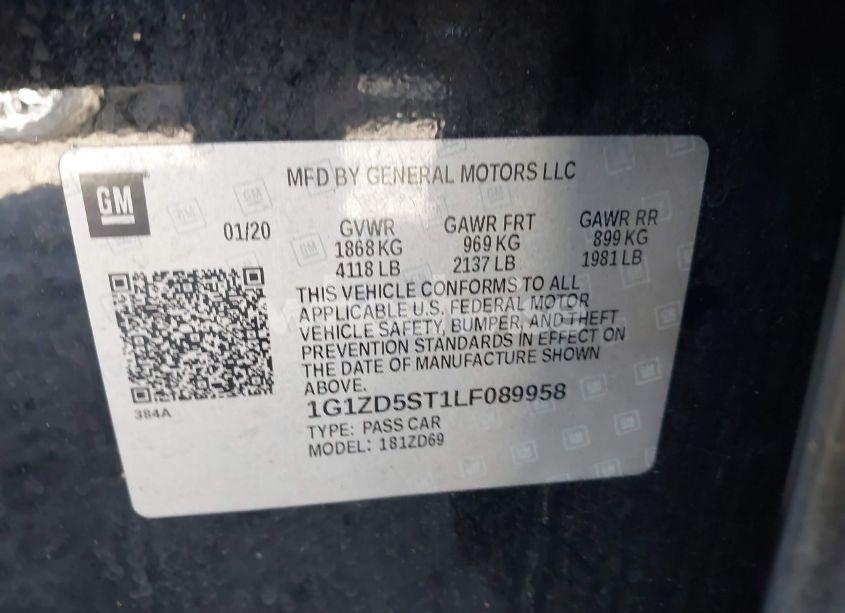 GM
MFD BY GENERAL MOTORS LLC
01/20
GVWR
1868 KG
4118 LB
GAWR FRT
969 KG
2137 LB
GAWR RR
899 KG
1981 LB
THIS VEHICLE CONFORMS TO ALL
APPLICABLE U.S. FEDERAL MOTOR
VEHICLE SAFETY, BUMPER, AND THEFT
PREVENTION STANDARDS IN EFFECT ON
THE DATE OF MANUFACTURE SHOWN
ABOVE.
384A
1G1ZD5ST1LF089958
TYPE: PASS CAR
MODEL: 181ZD69